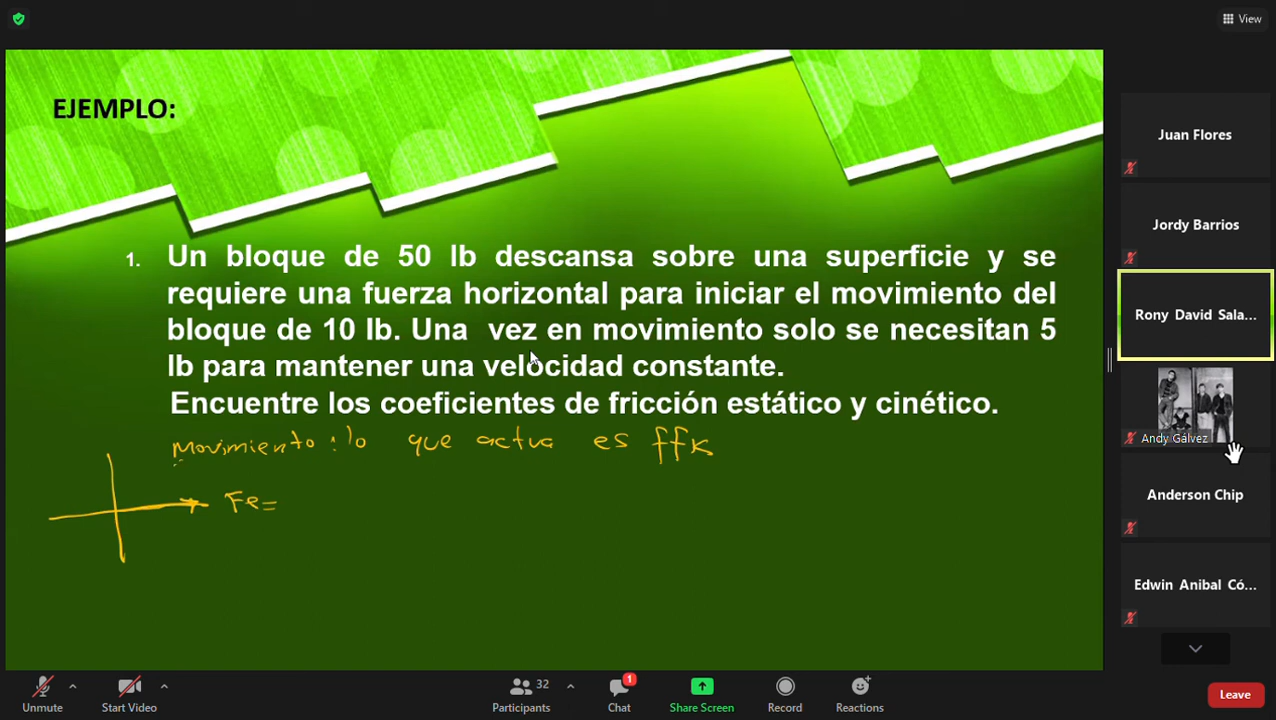 View
EJEMPLO:
1. Un bloque de 50 lb descansa sobre una superficie y se
requiere una fuerza horizontal para iniciar el movimiento del
bloque de 10 lb. Una vez en movimiento solo se necesitan 5
lb para mantener una velocidad constante.
Encuentre los coeficientes de fricción estático y cinético.
Movimiento : lo que actua es ffk
Fe=
Juan Flores
Jordy Barrios
Rony David Sala...
Andy Gálvez
Anderson Chip
Edwin Anibal Có...
Unmute
Start Video
32
Participants
1
Chat
Share Screen
Record
Reactions
Leave